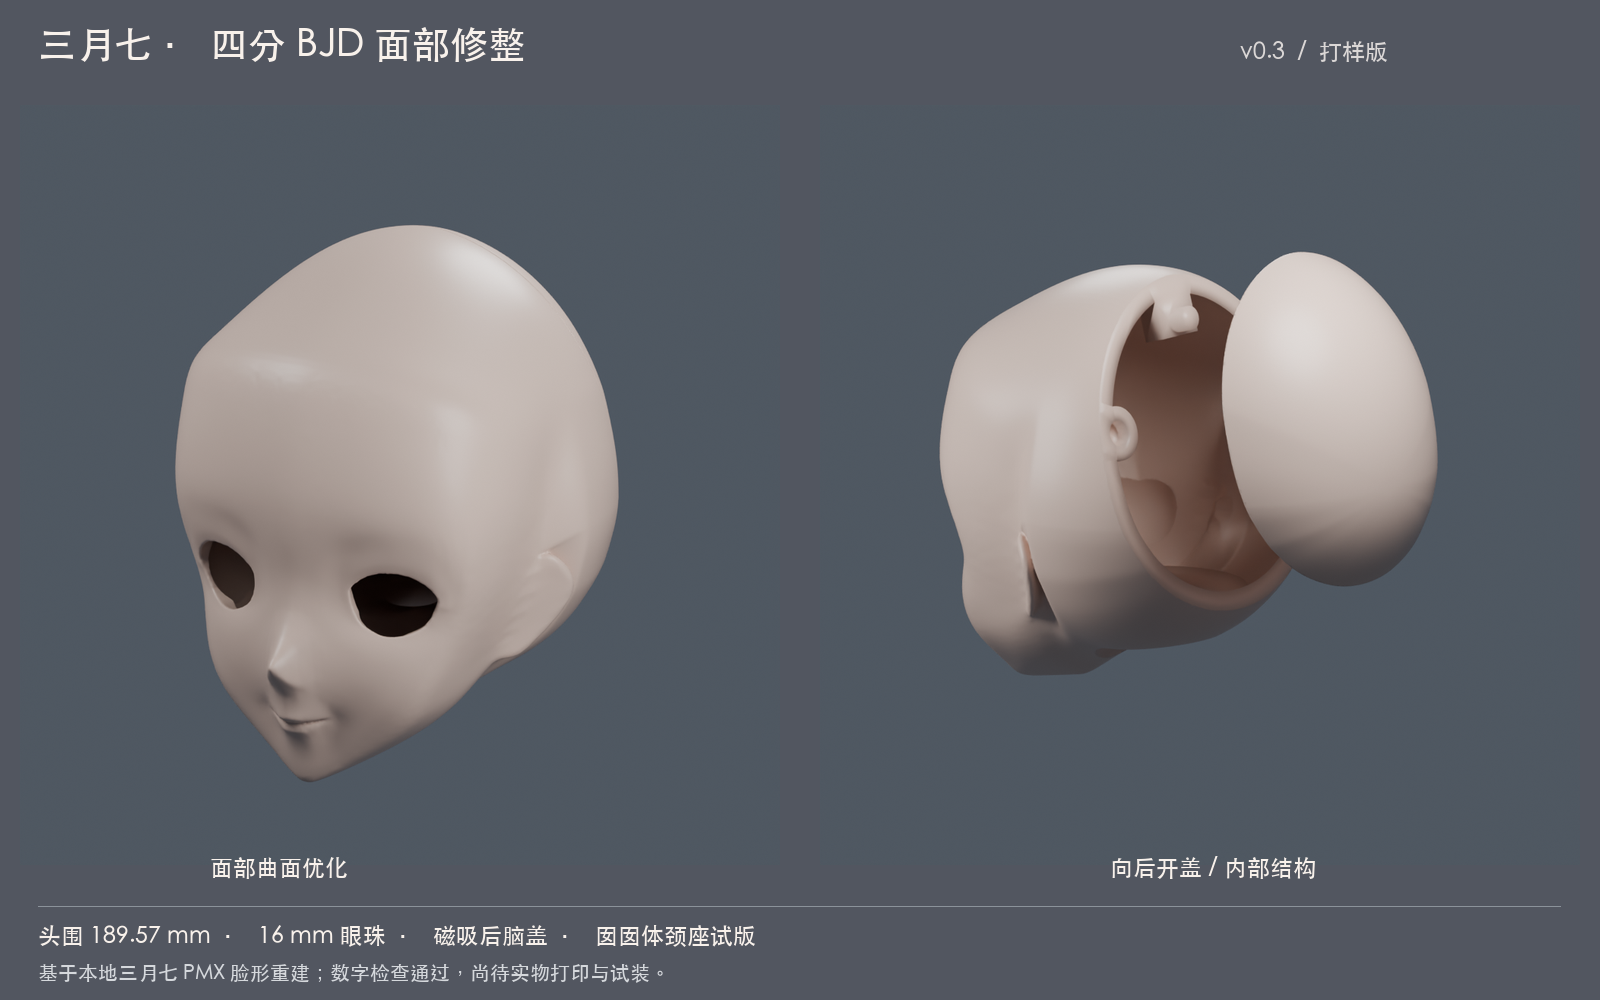 三月七 · 四分 BJD 面部修整
v0.3 / 打样版
面部曲面优化
向后开盖 / 内部结构
头围 189.57 mm · 16 mm 眼珠 · 磁吸后脑盖 · 囡囡体颈座试版
基于本地三月七 PMX 脸形重建；数字检查通过，尚待实物打印与试装。